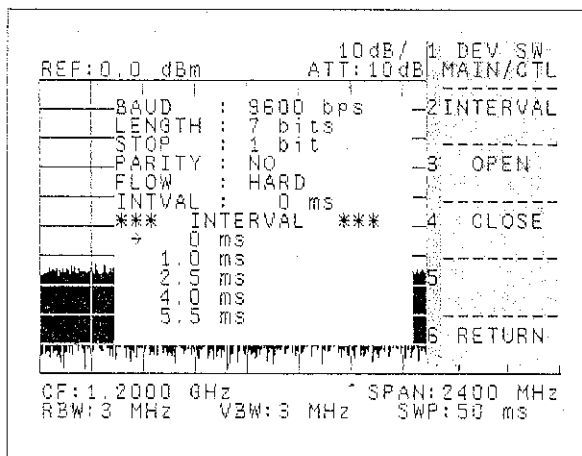 10dB/
REF:0.0 dBm ATT:10dB
BAUD : 9600 bps
LENGTH : 7 bits
STOP : 1 bit
PARITY : NO
FLOW : HARD
INTVAL : 0 ms
*** INTERVAL ***
→ 0 ms
1.0 ms
2.5 ms
4.0 ms
5.5 ms
1 DEV SW
MAIN/CTL
2 INTERVAL
3 OPEN
4 CLOSE
5
6 RETURN
CF:1.2000 GHz SPAN:2400 MHz
RBW:3 MHz VBW:3 MHz SWP:50 ms